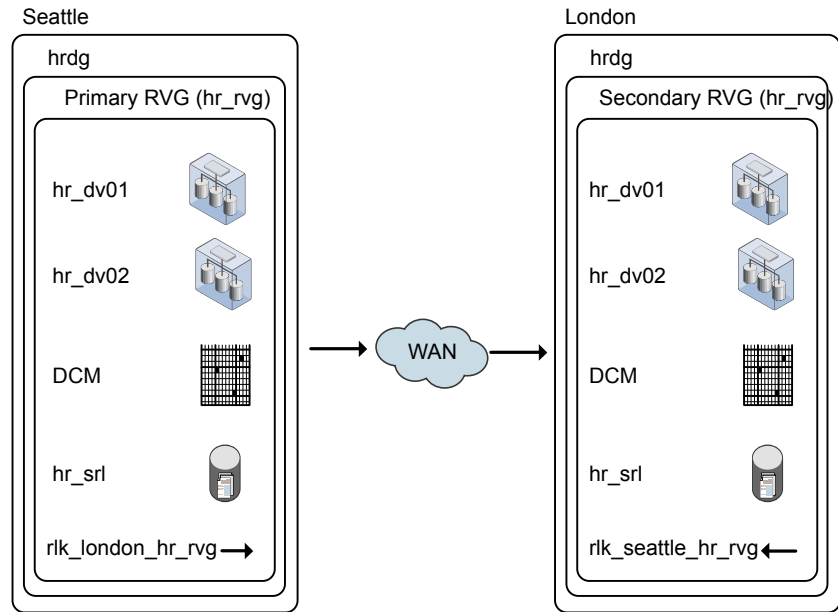 Seattle
hrdg
Primary RVG (hr_rvg)
hr_dv01
hr_dv02
DCM
hr_srl
rlk_london_hr_rvg
WAN
London
hrdg
Secondary RVG (hr_rvg)
hr_dv01
hr_dv02
DCM
hr_srl
rlk_seattle_hr_rvg